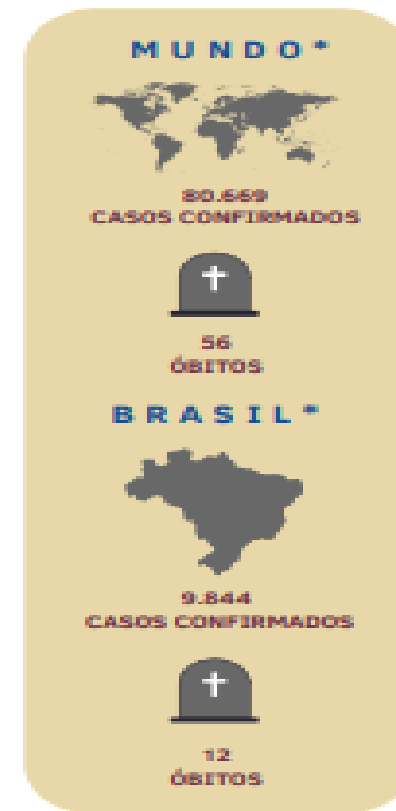 MUNDO*
80.669
CASOS CONFIRMADOS
56
ÓBITOS
BRASIL*
9.844
CASOS CONFIRMADOS
12
ÓBITOS